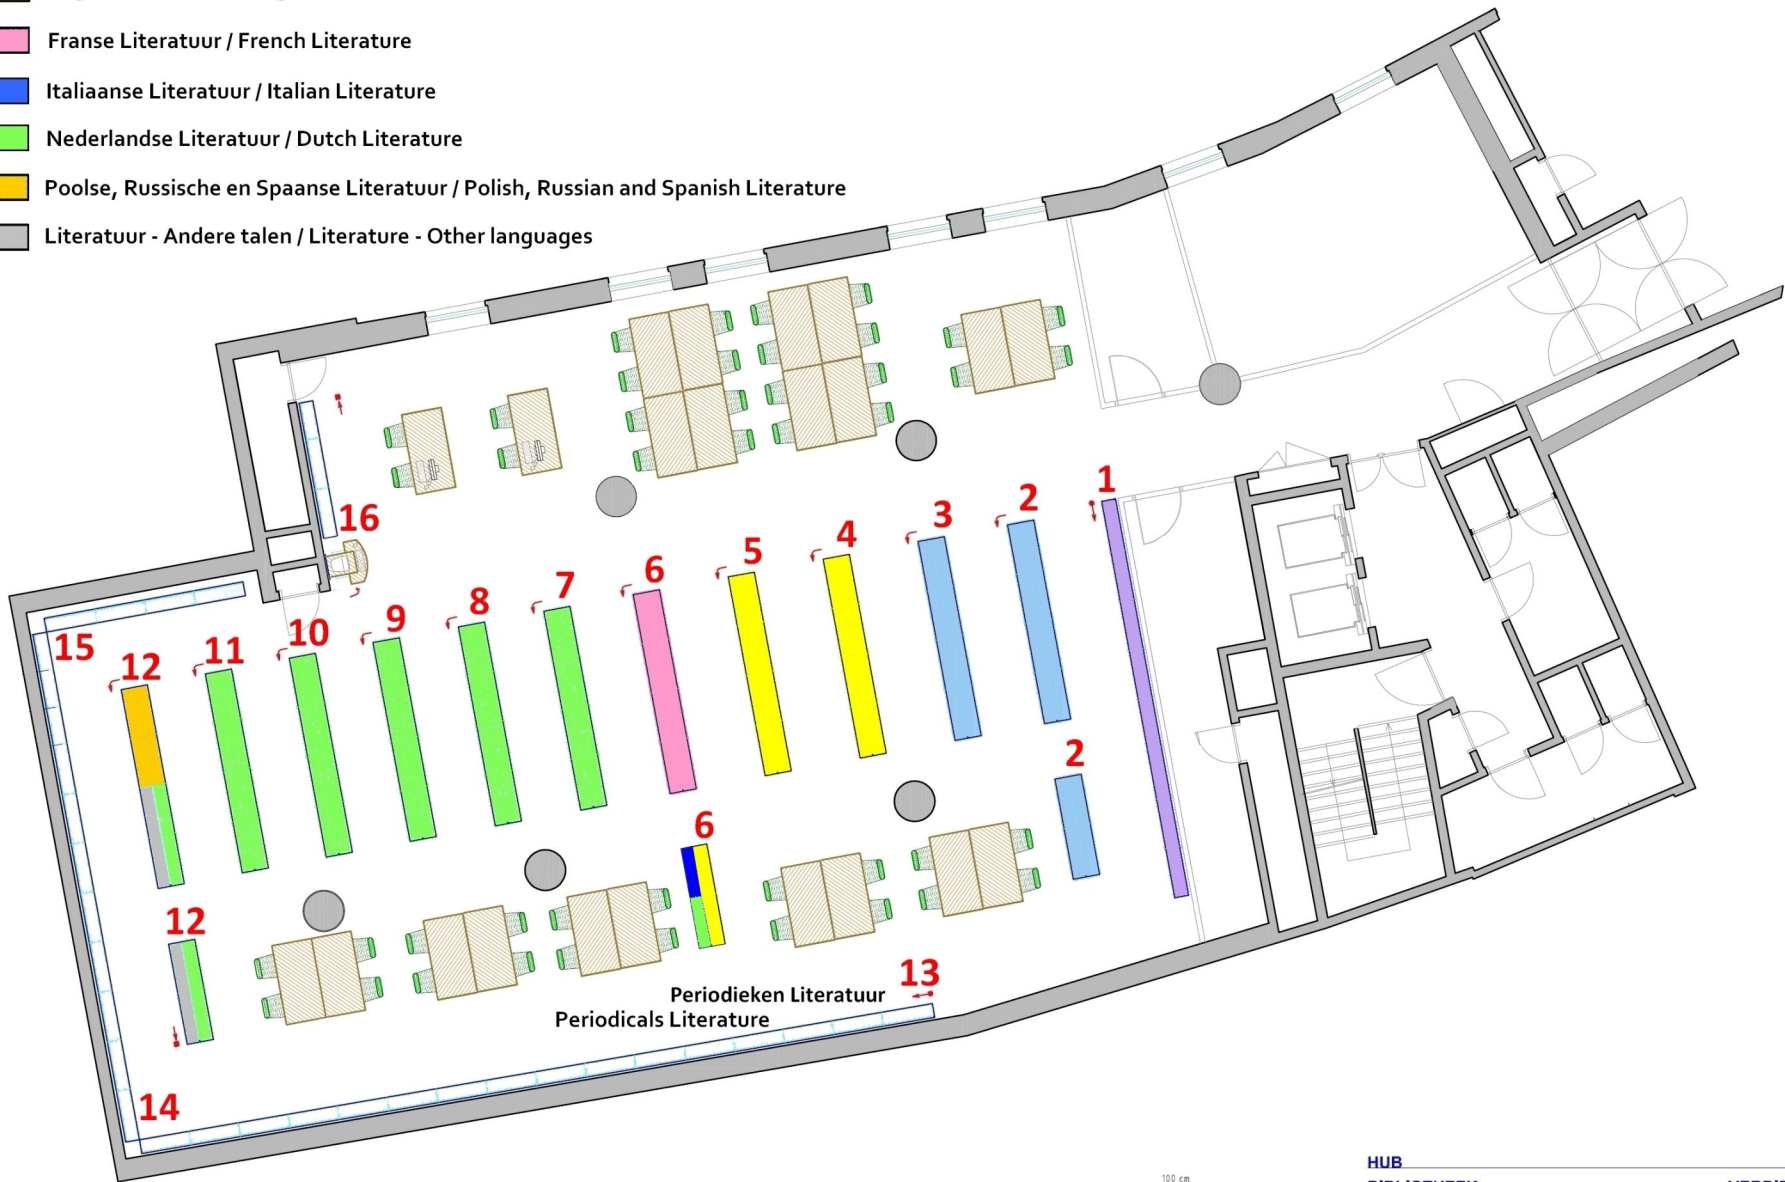 Franse Literatuur / French Literature
Italiaanse Literatuur / Italian Literature
Nederlandse Literatuur / Dutch Literature
Poolse, Russische en Spaanse Literatuur / Polish, Russian and Spanish Literature
Literatuur - Andere talen / Literature - Other languages
1
2
3
4
5
6
7
8
9
10
11
12
15
16
2
6
12
13
Periodieken Literatuur
Periodicals Literature
14
100 cm
HUB